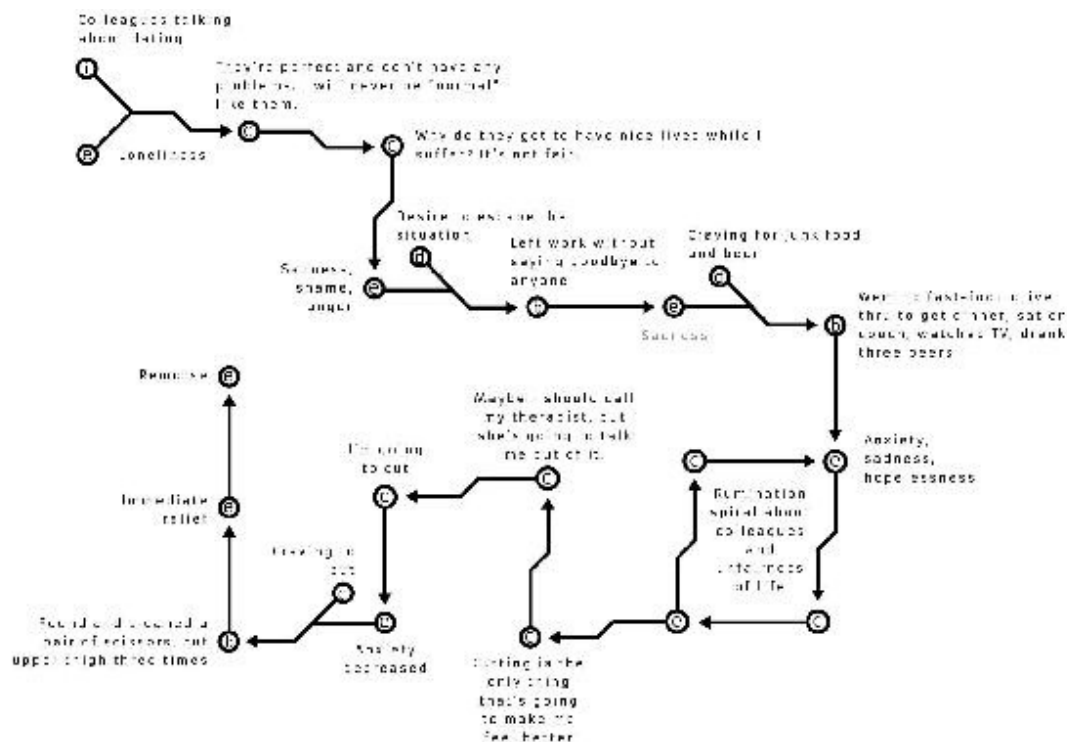 Colleagues talking
about dating
i
They're perfect and don't have any
problems. I will never be "normal"
like them.
e
Loneliness
c
c
Why do they get to have nice lives while I
suffer? It's not fair.
Desire to escape the
situation
d
Sadness,
shame,
anger
e
Left work without
saying goodbye to
anyone
Craving for junk food
and beer
c
e
Sadness
b
Went to fast-food drive
thru to get dinner, sat on
couch, watched TV, drank
three beers
Remorse
e
Maybe I should call
my therapist, but
she's going to talk
me out of it.
c
I'm going
to cut
c
c
e
Anxiety,
sadness,
hopelessness
Immediate
relief
e
Rumination
spiral about
colleagues
and
unfairness
of life
Craving to
cut
c
c
c
Found and cleaned a
pair of scissors, cut
upper thigh three times
b
Anxiety
decreased
c
Cutting is the
only thing
that's going
to make me
feel better